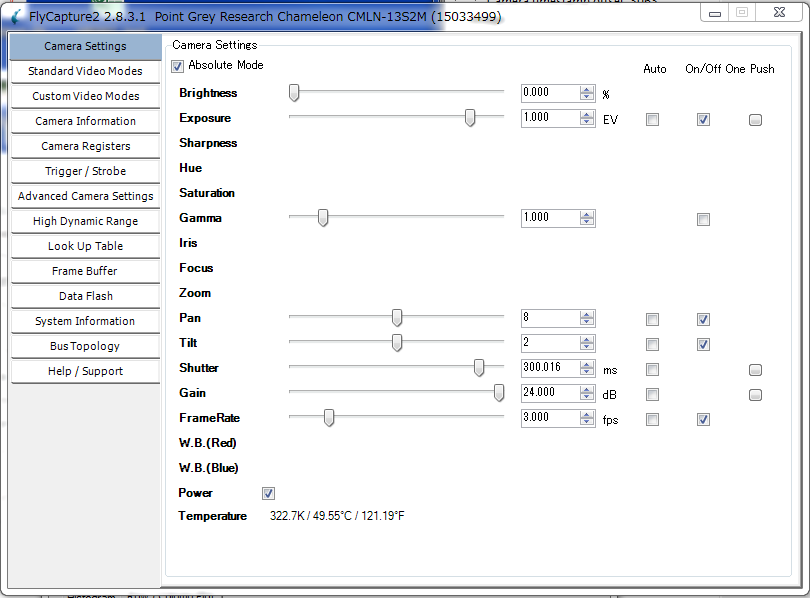 Camera timestamp offset: 3083
FlyCapture2 2.8.3.1 Point Grey Research Chameleon CMLN-13S2M (15033499)
Camera Settings
Standard Video Modes
Custom Video Modes
Camera Information
Camera Registers
Trigger / Strobe
Advanced Camera Settings
High Dynamic Range
Look Up Table
Frame Buffer
Data Flash
System Information
Bus Topology
Help / Support
Camera Settings
Absolute Mode
Auto On/Off One Push
Brightness 0.000 %
Exposure 1.000 EV
Sharpness
Hue
Saturation
Gamma 1.000
Iris
Focus
Zoom
Pan 8
Tilt 2
Shutter 300.016 ms
Gain 24.000 dB
FrameRate 3.000 fps
W.B.(Red)
W.B.(Blue)
Power
Temperature 322.7K / 49.55°C / 121.19°F